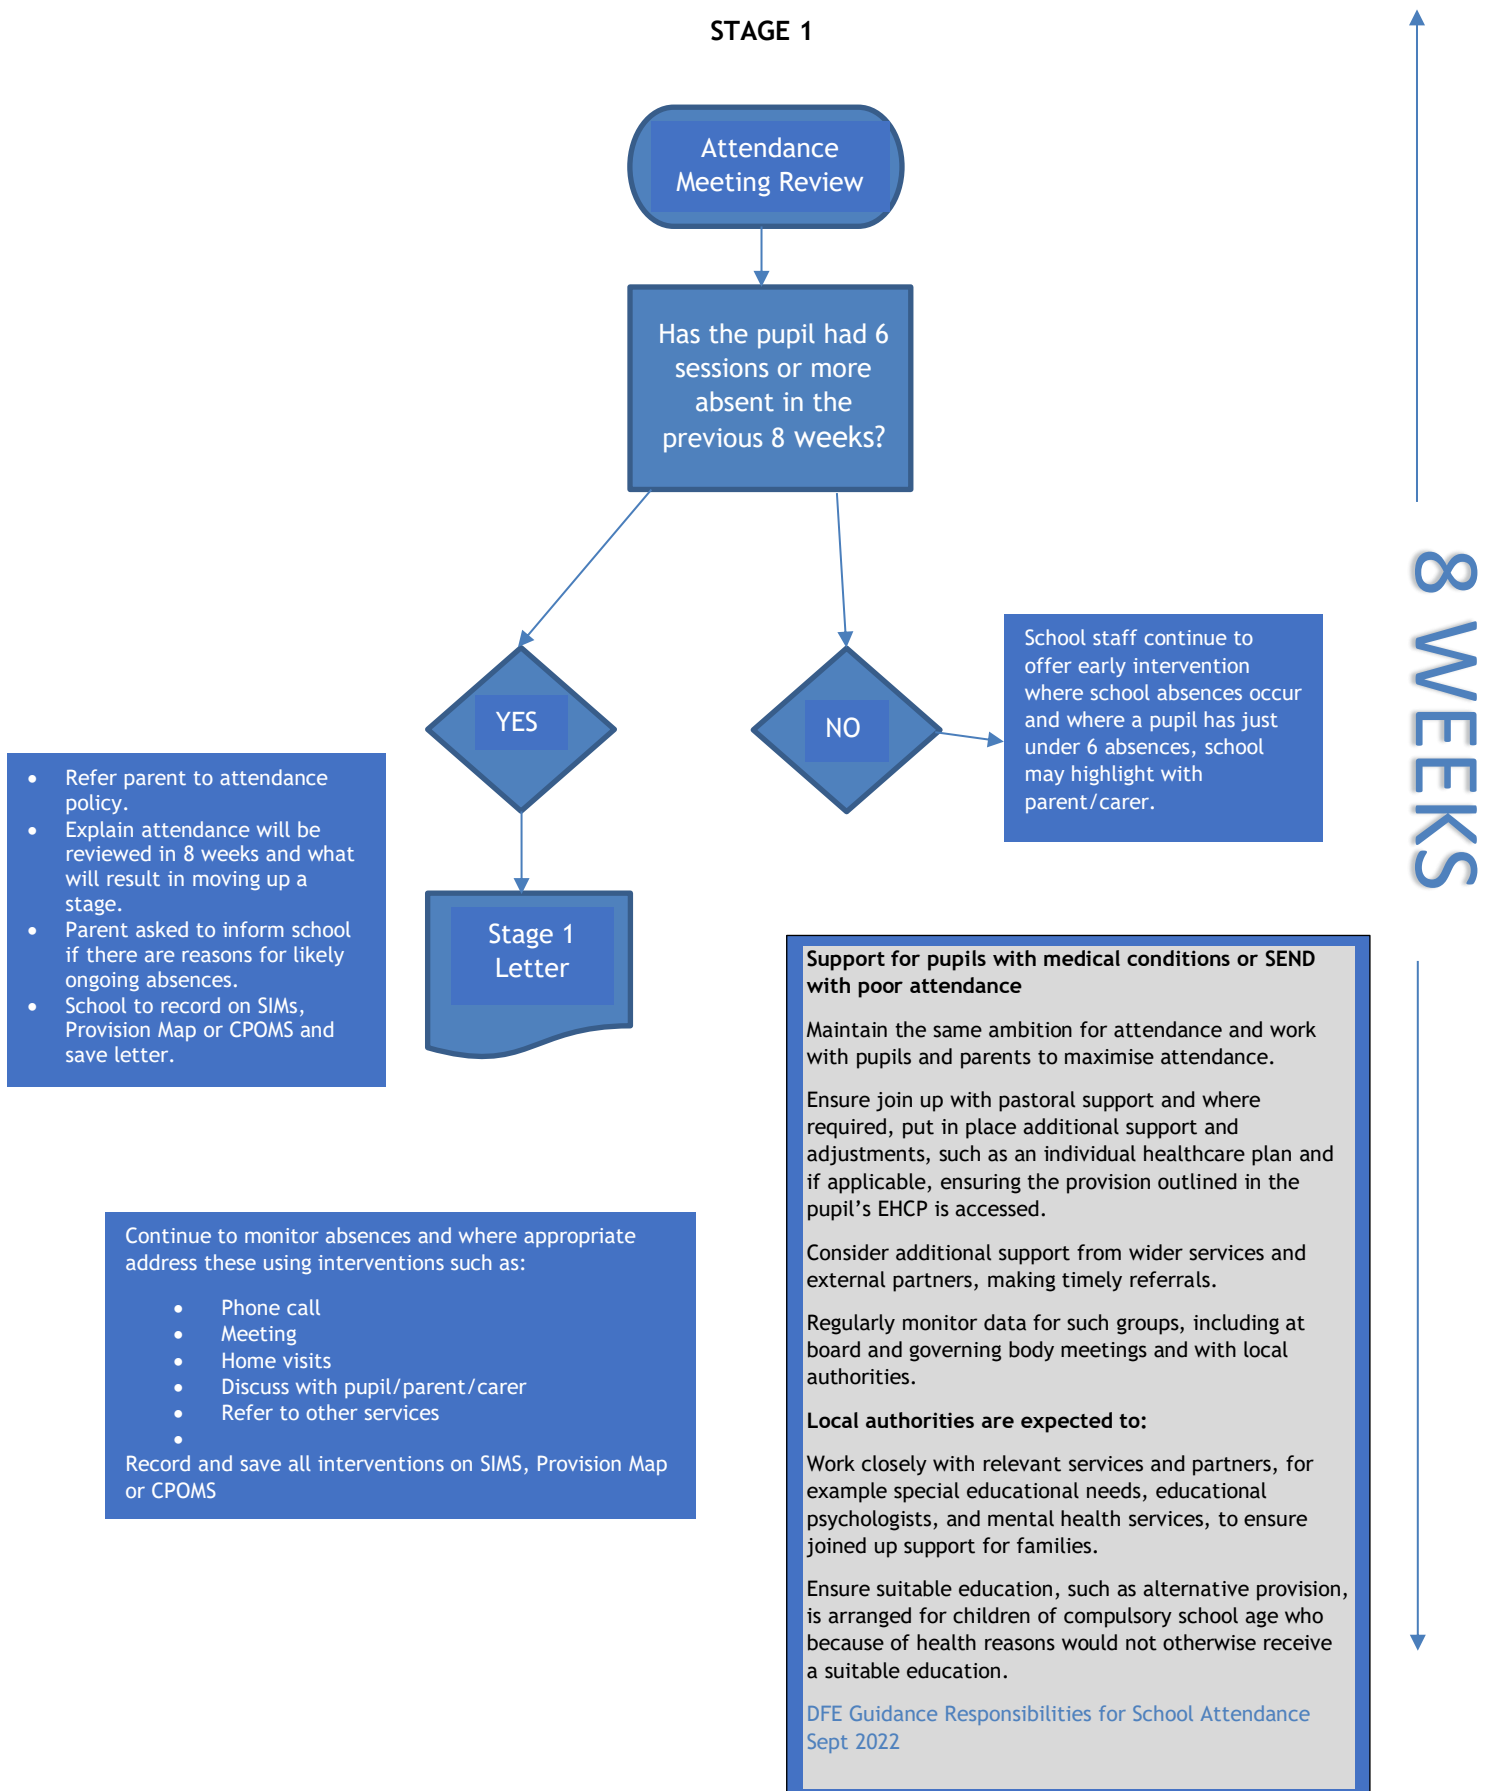 STAGE 1
Attendance
Meeting Review
Has the pupil had 6
sessions or more
absent in the
previous 8 weeks?
YES
NO
School staff continue to
offer early intervention
where school absences occur
and where a pupil has just
under 6 absences, school
may highlight with
parent/carer.
8 WEEKS
• Refer parent to attendance
policy.
• Explain attendance will be
reviewed in 8 weeks and what
will result in moving up a
stage.
• Parent asked to inform school
if there are reasons for likely
ongoing absences.
• School to record on SIMs,
Provision Map or CPOMS and
save letter.
Stage 1
Letter
Support for pupils with medical conditions or SEND
with poor attendance
Maintain the same ambition for attendance and work
with pupils and parents to maximise attendance.
Ensure join up with pastoral support and where
required, put in place additional support and
adjustments, such as an individual healthcare plan and
if applicable, ensuring the provision outlined in the
pupil’s EHCP is accessed.
Consider additional support from wider services and
external partners, making timely referrals.
Regularly monitor data for such groups, including at
board and governing body meetings and with local
authorities.
Local authorities are expected to:
Work closely with relevant services and partners, for
example special educational needs, educational
psychologists, and mental health services, to ensure
joined up support for families.
Ensure suitable education, such as alternative provision,
is arranged for children of compulsory school age who
because of health reasons would not otherwise receive
a suitable education.
DFE Guidance Responsibilities for School Attendance
Sept 2022
Continue to monitor absences and where appropriate
address these using interventions such as:
• Phone call
• Meeting
• Home visits
• Discuss with pupil/parent/carer
• Refer to other services
•
Record and save all interventions on SIMS, Provision Map
or CPOMS